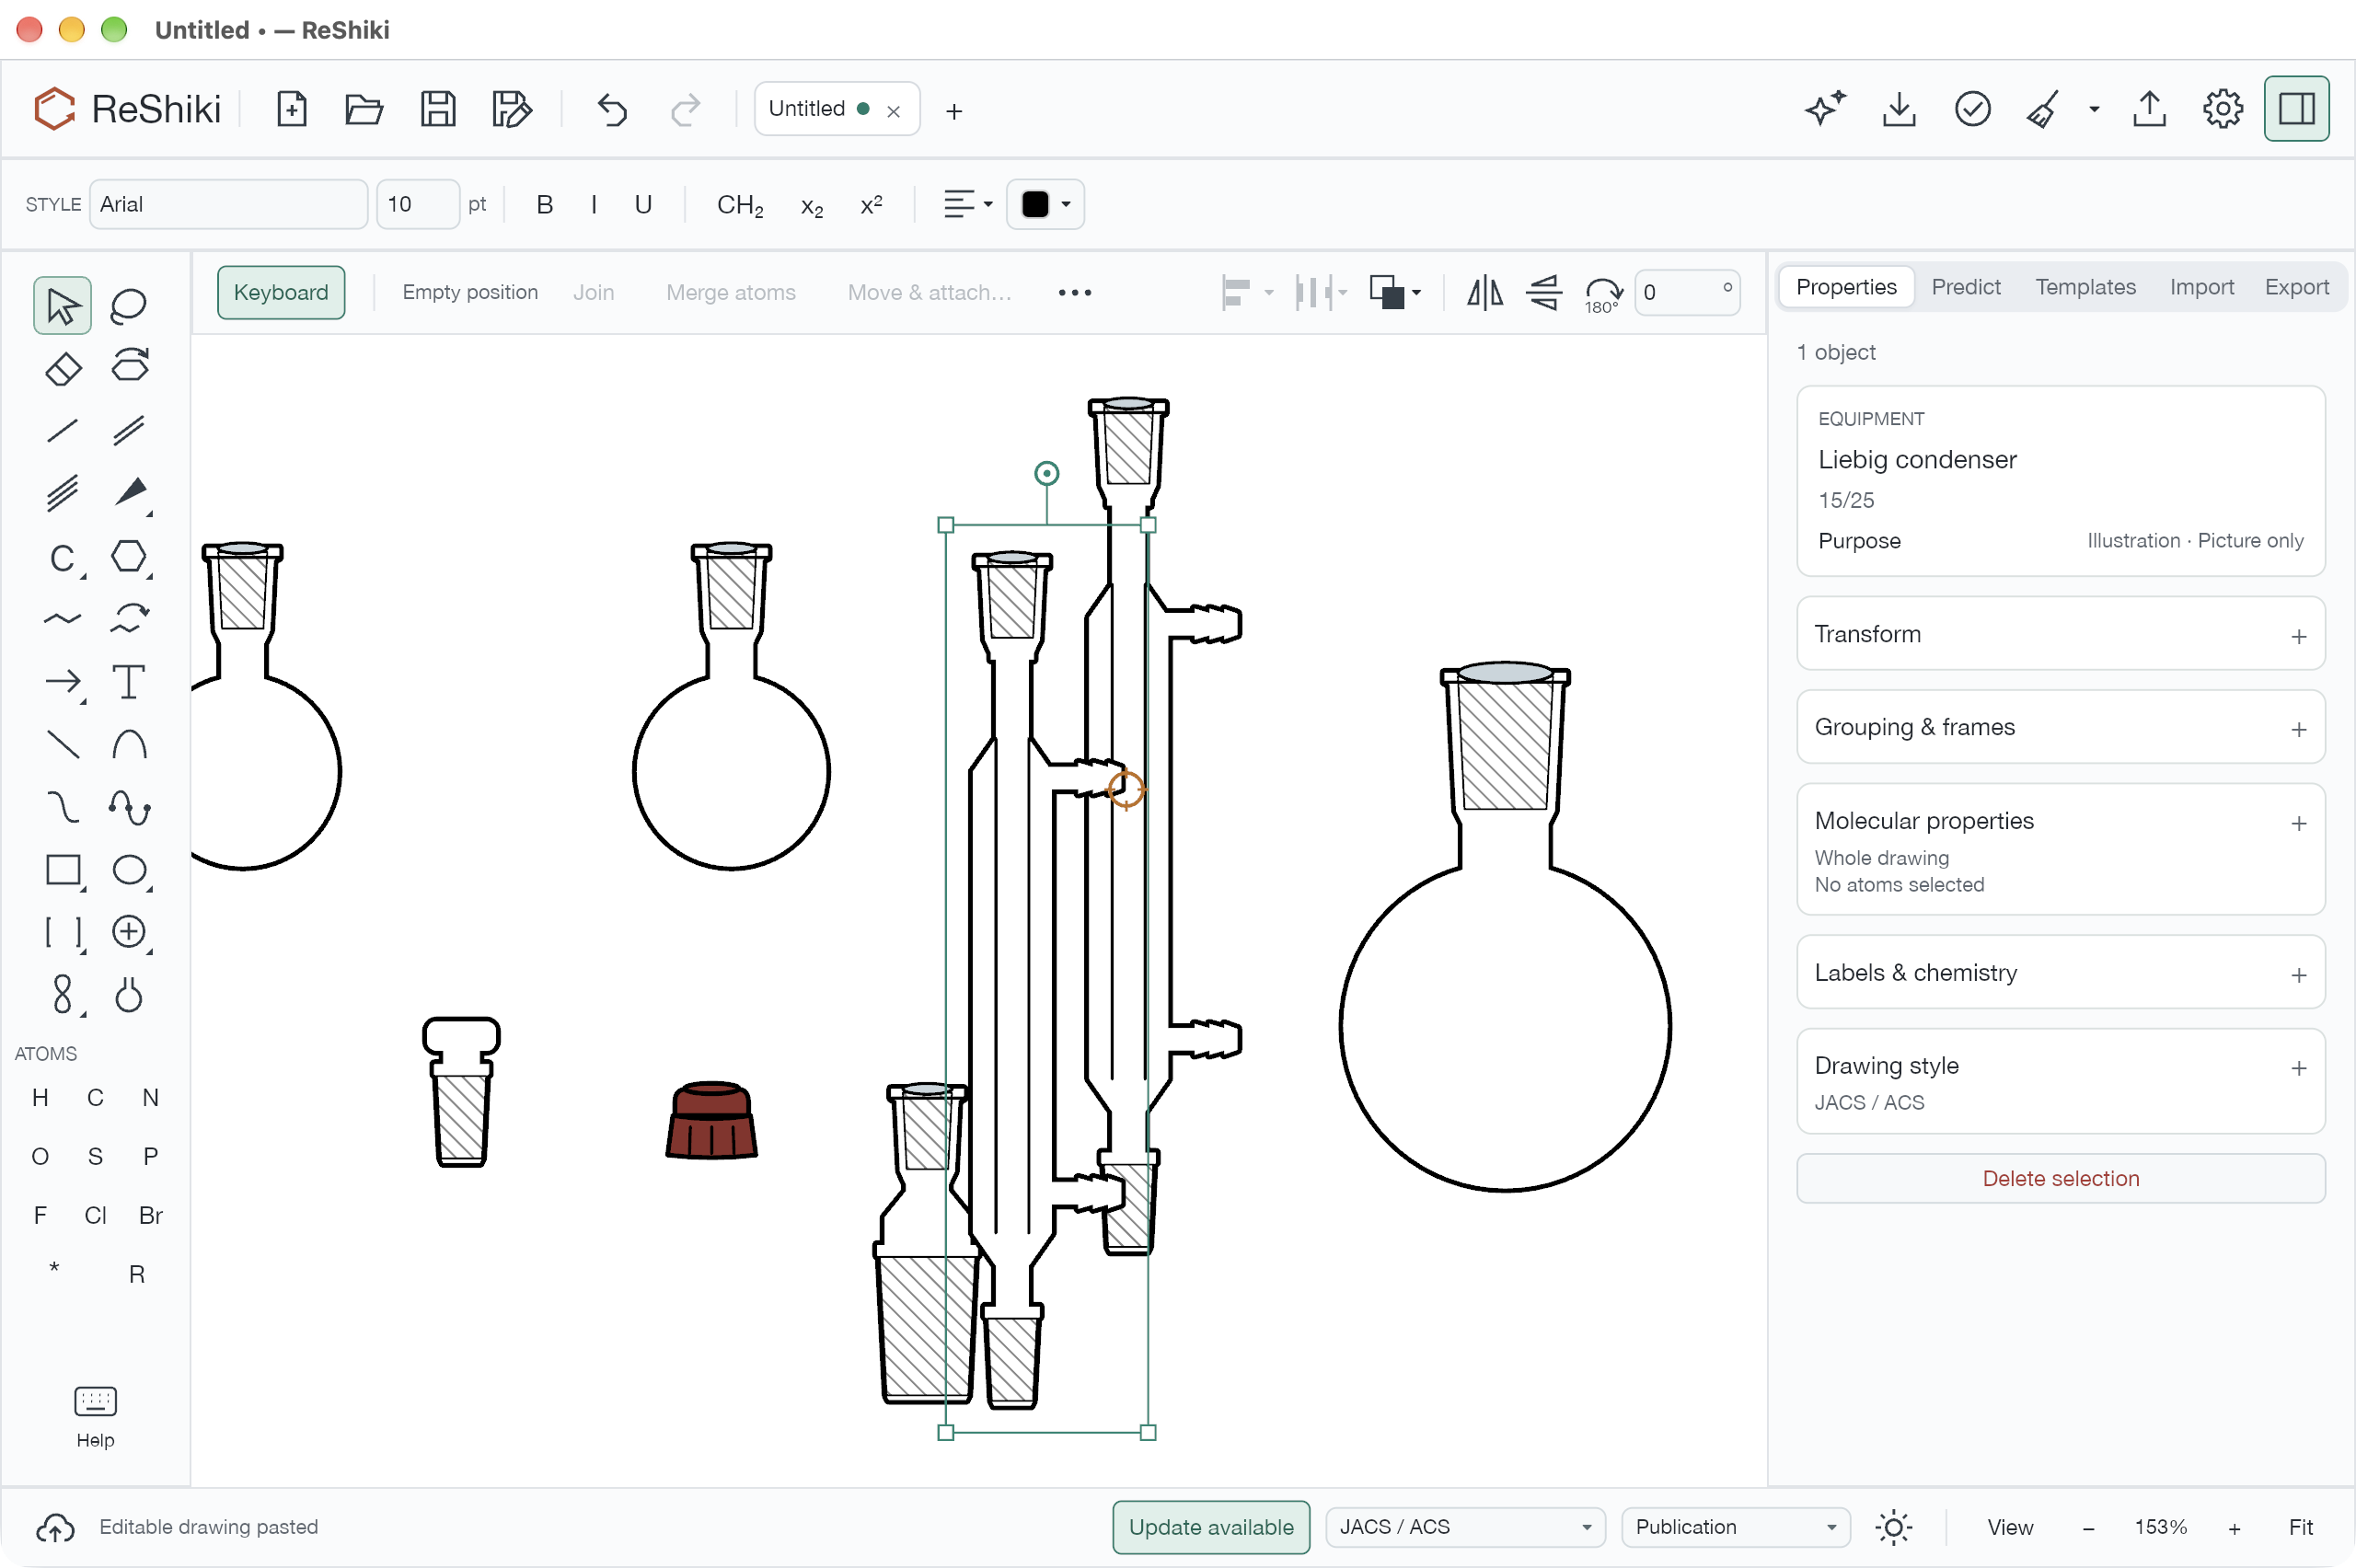 Untitled • — ReShiki
ReShiki
Untitled
STYLE Arial 10 pt B I U CH₂ x₂ x²
Keyboard Empty position Join Merge atoms Move & attach... 180° 0 °
Properties Predict Templates Import Export
1 object
EQUIPMENT
Liebig condenser
15/25
Purpose Illustration · Picture only
Transform
Grouping & frames
Molecular properties
Whole drawing
No atoms selected
Labels & chemistry
Drawing style
JACS / ACS
Delete selection
C
T
ATOMS
H C N
O S P
F Cl Br
* R
Help
Editable drawing pasted Update available JACS / ACS Publication View – 153% + Fit